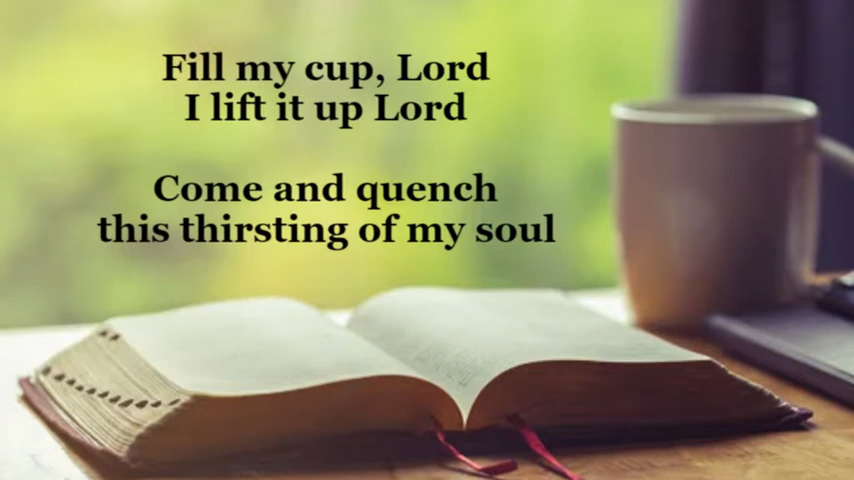 Fill my cup, Lord
I lift it up Lord
Come and quench
this thirsting of my soul